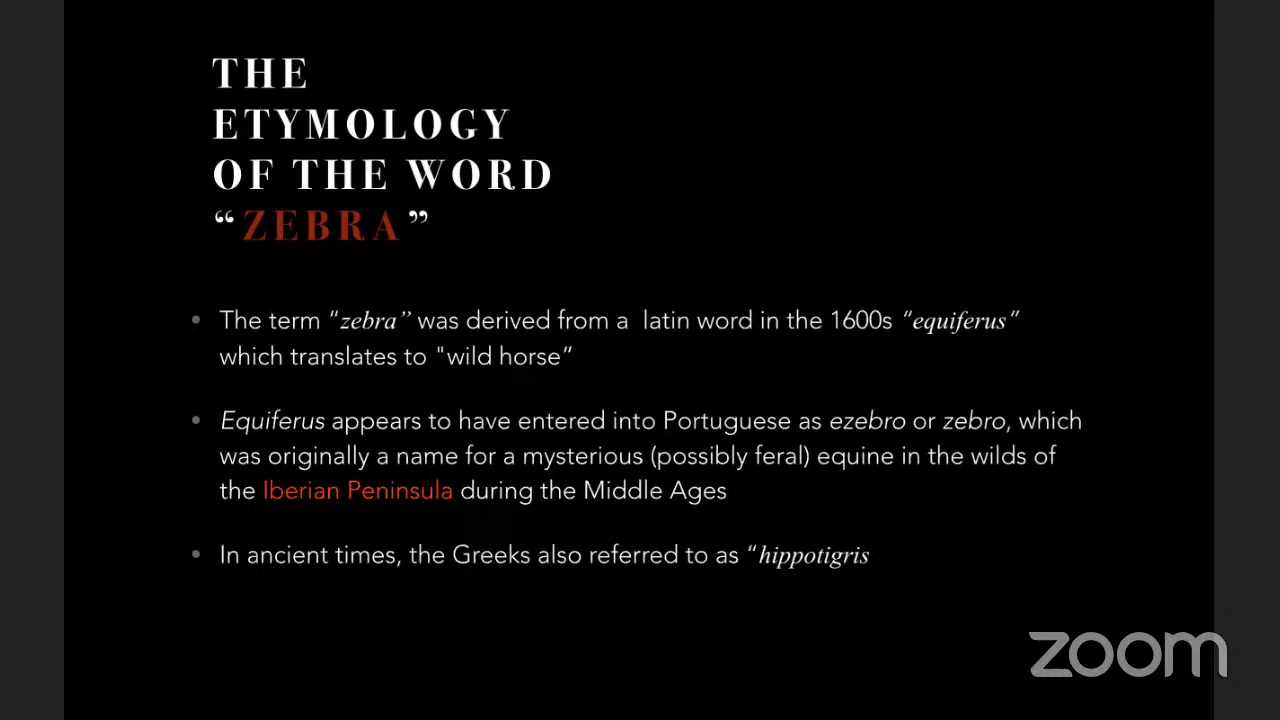 THE
ETYMOLOGY
OF THE WORD
“ZEBRA”
• The term “zebra” was derived from a  latin word in the 1600s “equiferus”
which translates to "wild horse”
• Equiferus appears to have entered into Portuguese as ezebro or zebro, which
was originally a name for a mysterious (possibly feral) equine in the wilds of
the Iberian Peninsula during the Middle Ages
• In ancient times, the Greeks also referred to as “hippotigris
zoom